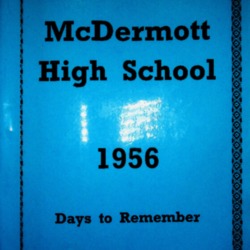 McDermott
High School
1956
Days to Remember